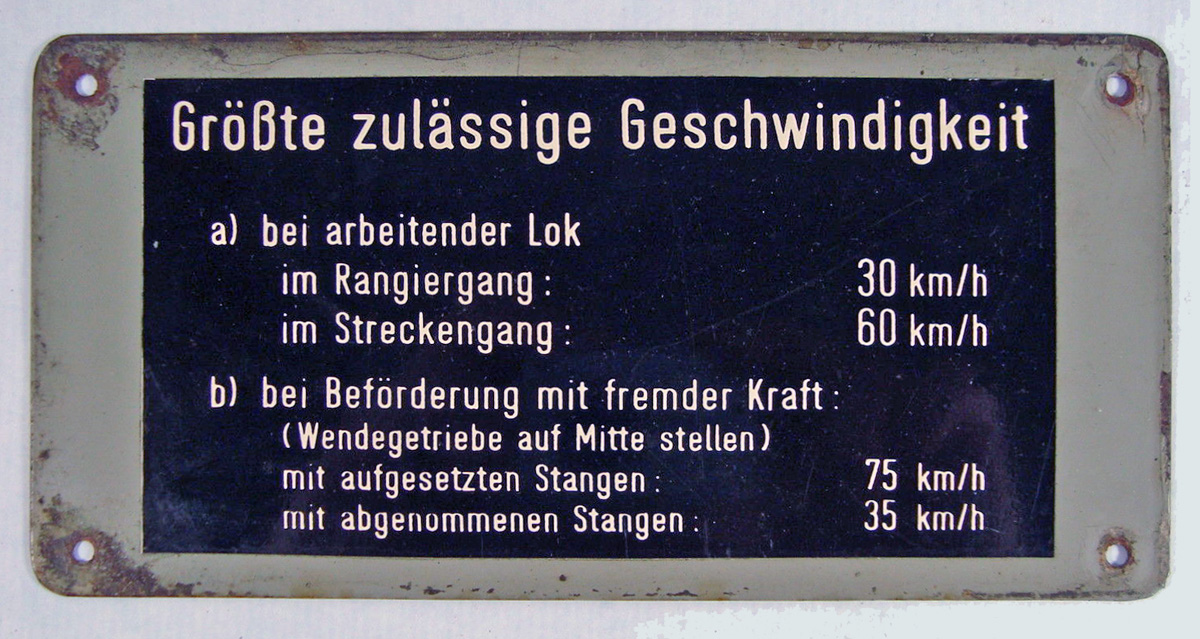 Größte zulässige Geschwindigkeit
a) bei arbeitender Lok
im Rangiergang: 30 km/h
im Streckengang: 60 km/h
b) bei Beförderung mit fremder Kraft:
(Wendegetriebe auf Mitte stellen)
mit aufgesetzten Stangen: 75 km/h
mit abgenommenen Stangen: 35 km/h